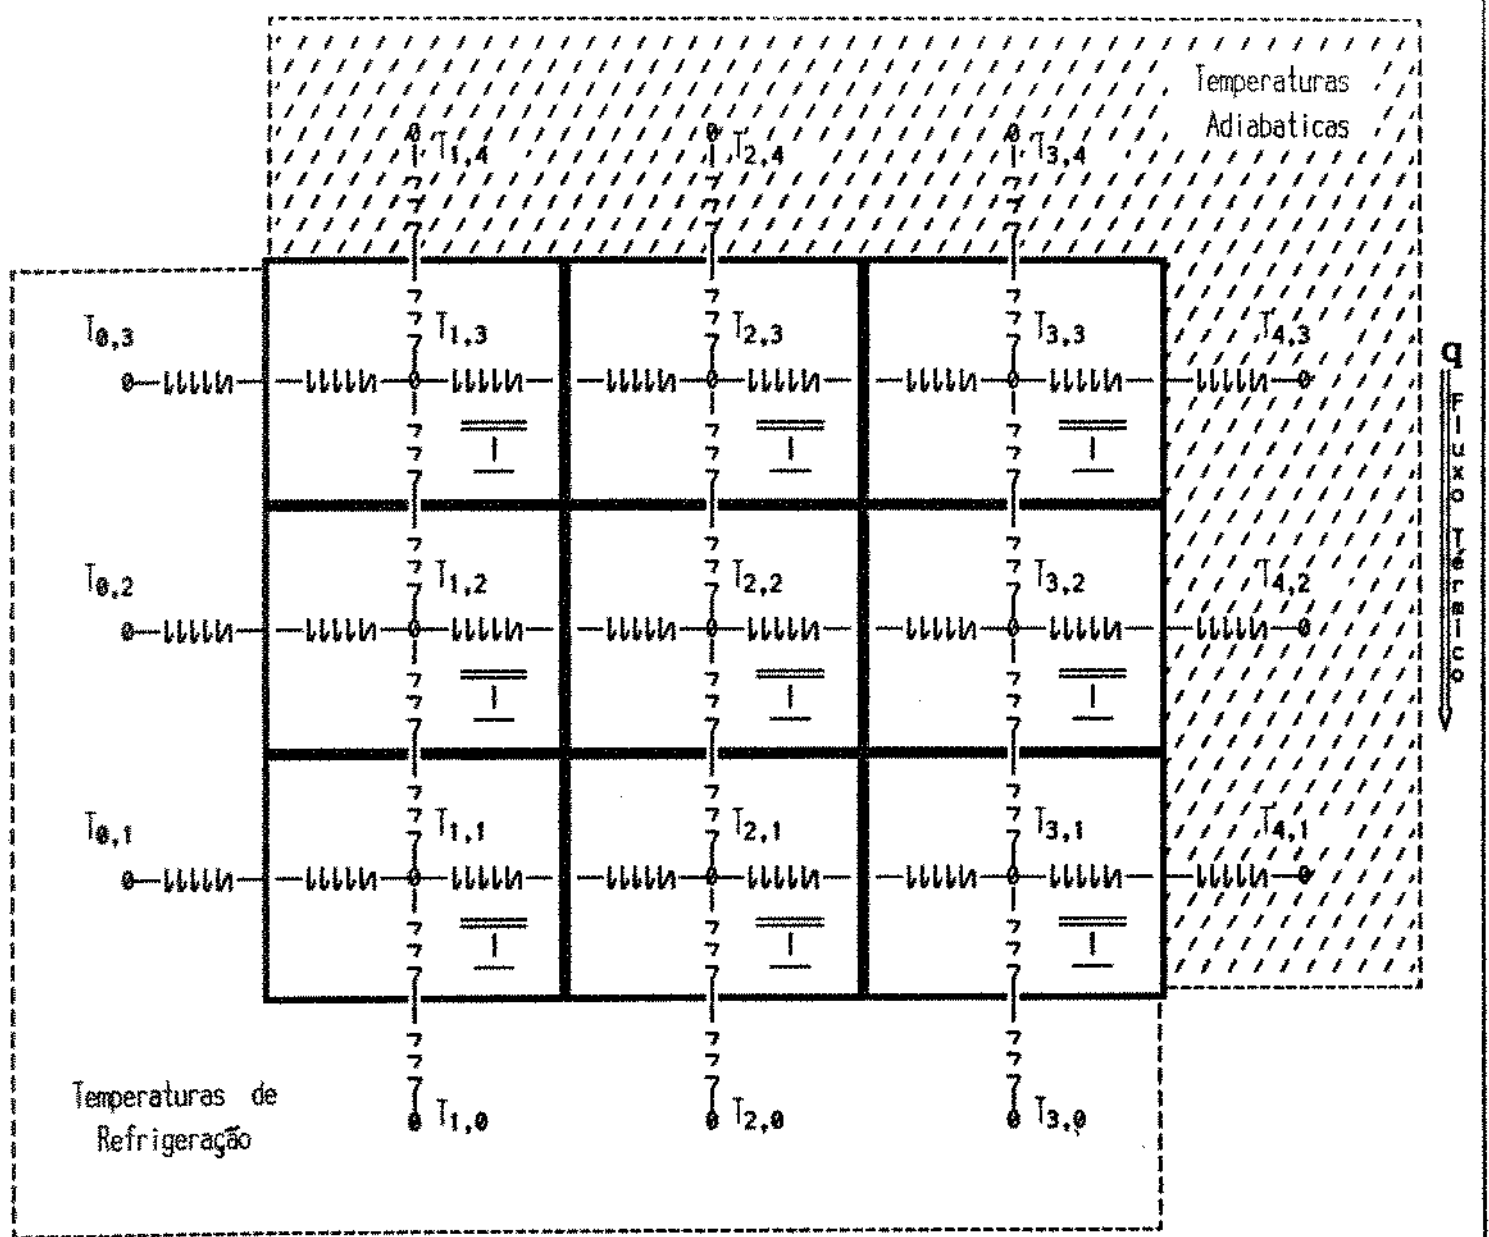 Temperaturas
Adiabaticas
T1,4 T2,4 T3,4
T0,3 T1,3 T2,3 T3,3 T4,3
q
Fluxo Térmico
T0,2 T1,2 T2,2 T3,2 T4,2
T0,1 T1,1 T2,1 T3,1 T4,1
Temperaturas de
Refrigeração
T1,0 T2,0 T3,0